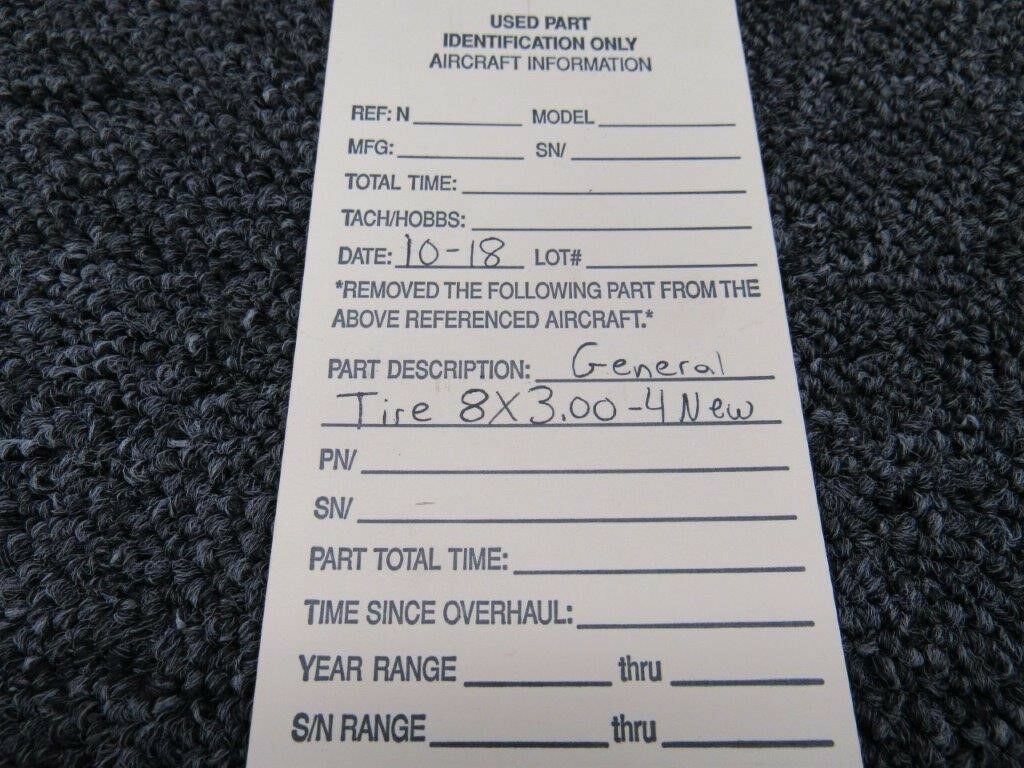 USED PART
IDENTIFICATION ONLY
AIRCRAFT INFORMATION
REF: N MODEL
MFG: SN/
TOTAL TIME:
TACH/HOBBS:
DATE: 10-18 LOT#
*REMOVED THE FOLLOWING PART FROM THE
ABOVE REFERENCED AIRCRAFT.*
PART DESCRIPTION: General
Tire 8X3.00-4 New
PN/
SN/
PART TOTAL TIME:
TIME SINCE OVERHAUL:
YEAR RANGE thru
S/N RANGE thru